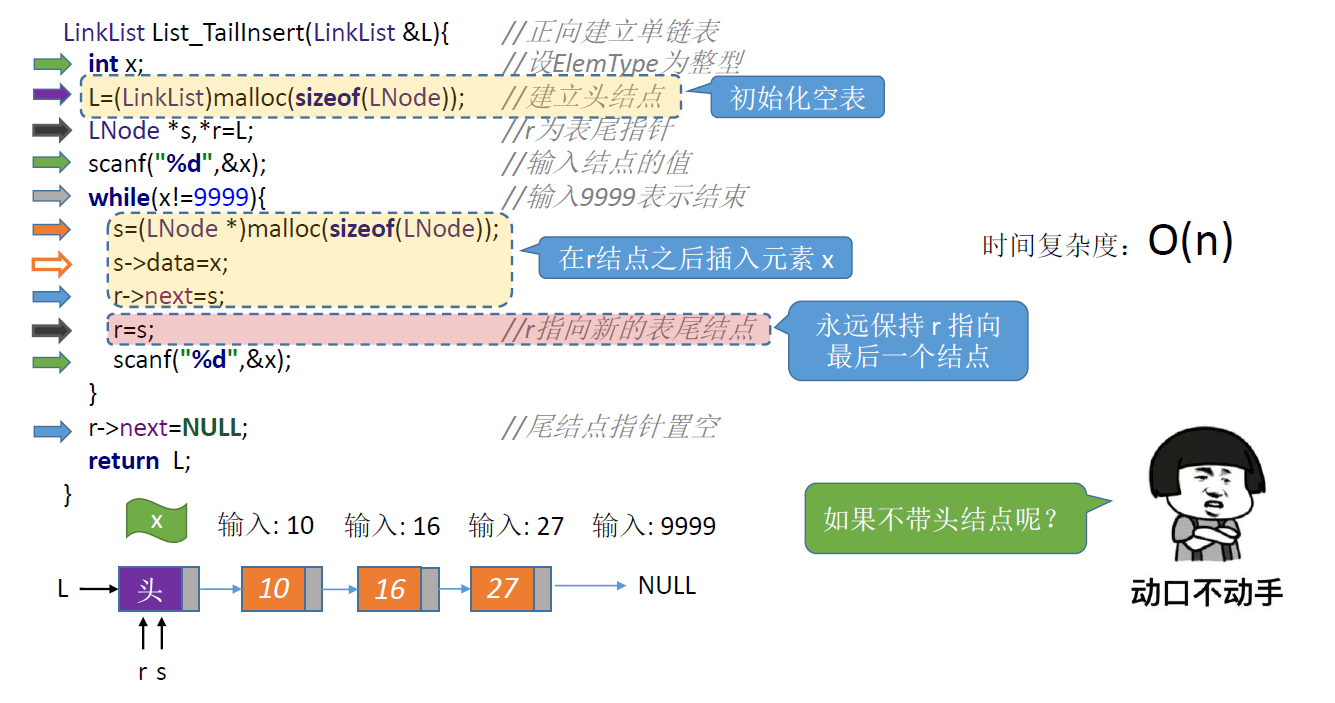 LinkList List_TailInsert(LinkList &L){ //正向建立单链表
int x; //设ElemType为整型
L=(LinkList)malloc(sizeof(LNode)); //建立头结点
初始化空表
LNode *s,*r=L; //r为表尾指针
scanf("%d",&x); //输入结点的值
while(x!=9999){ //输入9999表示结束
s=(LNode *)malloc(sizeof(LNode));
s->data=x;
r->next=s;
在r结点之后插入元素 x
时间复杂度：O(n)
r=s; //r指向新的表尾结点
永远保持 r 指向
最后一个结点
scanf("%d",&x);
}
r->next=NULL; //尾结点指针置空
return L;
}
如果不带头结点呢？
动口不动手
x 输入: 10 输入: 16 输入: 27 输入: 9999
L 头 10 16 27 NULL
r s